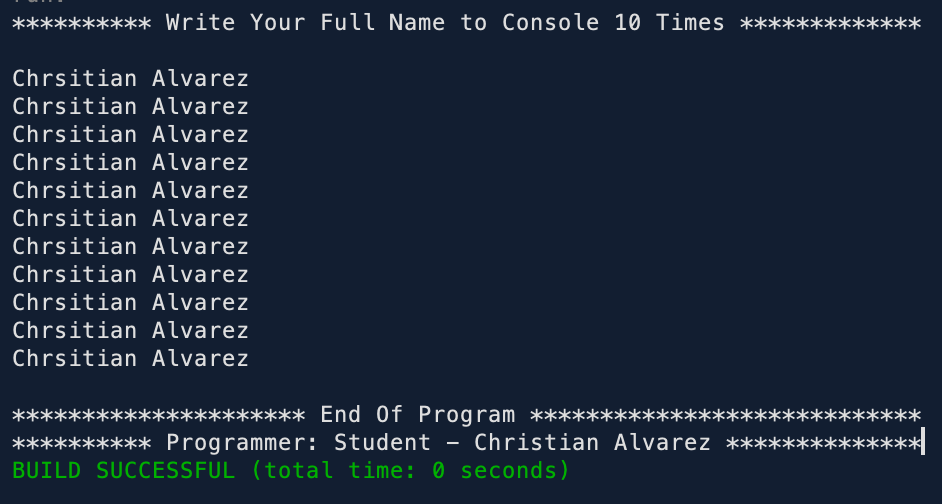 ********** Write Your Full Name to Console 10 Times *************
Chrsitian Alvarez
Chrsitian Alvarez
Chrsitian Alvarez
Chrsitian Alvarez
Chrsitian Alvarez
Chrsitian Alvarez
Chrsitian Alvarez
Chrsitian Alvarez
Chrsitian Alvarez
Chrsitian Alvarez
Chrsitian Alvarez
********************* End Of Program ****************************
********** Programmer: Student – Christian Alvarez **************
BUILD SUCCESSFUL (total time: 0 seconds)